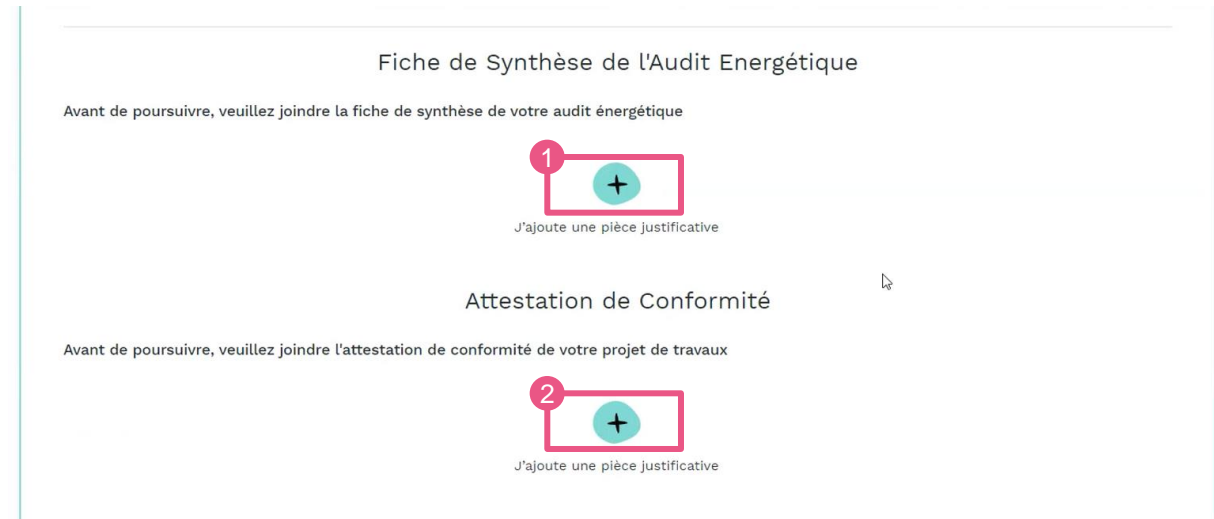 Fiche de Synthèse de l'Audit Energétique
Avant de poursuivre, veuillez joindre la fiche de synthèse de votre audit énergétique
1
J'ajoute une pièce justificative
Attestation de Conformité
Avant de poursuivre, veuillez joindre l'attestation de conformité de votre projet de travaux
2
J'ajoute une pièce justificative